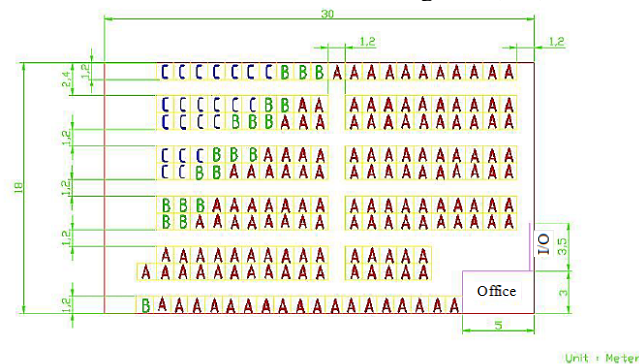 30
1,2 1,2
1,2
C C C C C C C B B B A A A A A A A A A A A
2,4
C C C C C C B B A A A A A A A A A A A A
C C C C B B B A A A A A A A A A A A A A
1,2
C C C B B B A A A A A A A A A A A A A A
C C B B A A A A A A A A A A A A A A A A
18
1,2
B B B A A A A A A A A A A A A A A A A A
B B A A A A A A A A A A A A A A A A A A
1,2
I/O
3,5
A A A A A A A A A A A A A A A
A A A A A A A A A A A A A A A A
Office
3
1,2
B A A A A A A A A A A A A A A A A A A
5
Unit : Meter